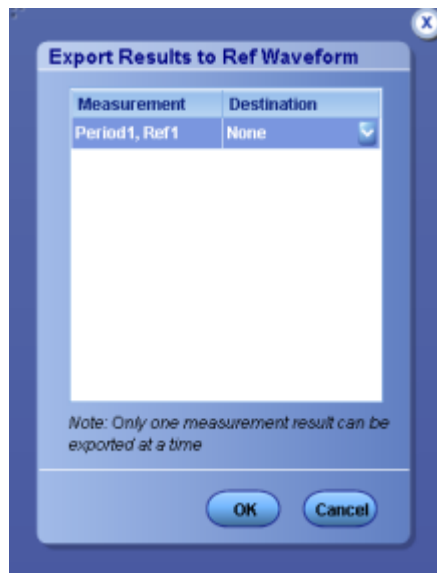 X
Export Results to Ref Waveform
Measurement Destination
Period1, Ref1 None
Note: Only one measurement result can be
exported at a time
OK Cancel